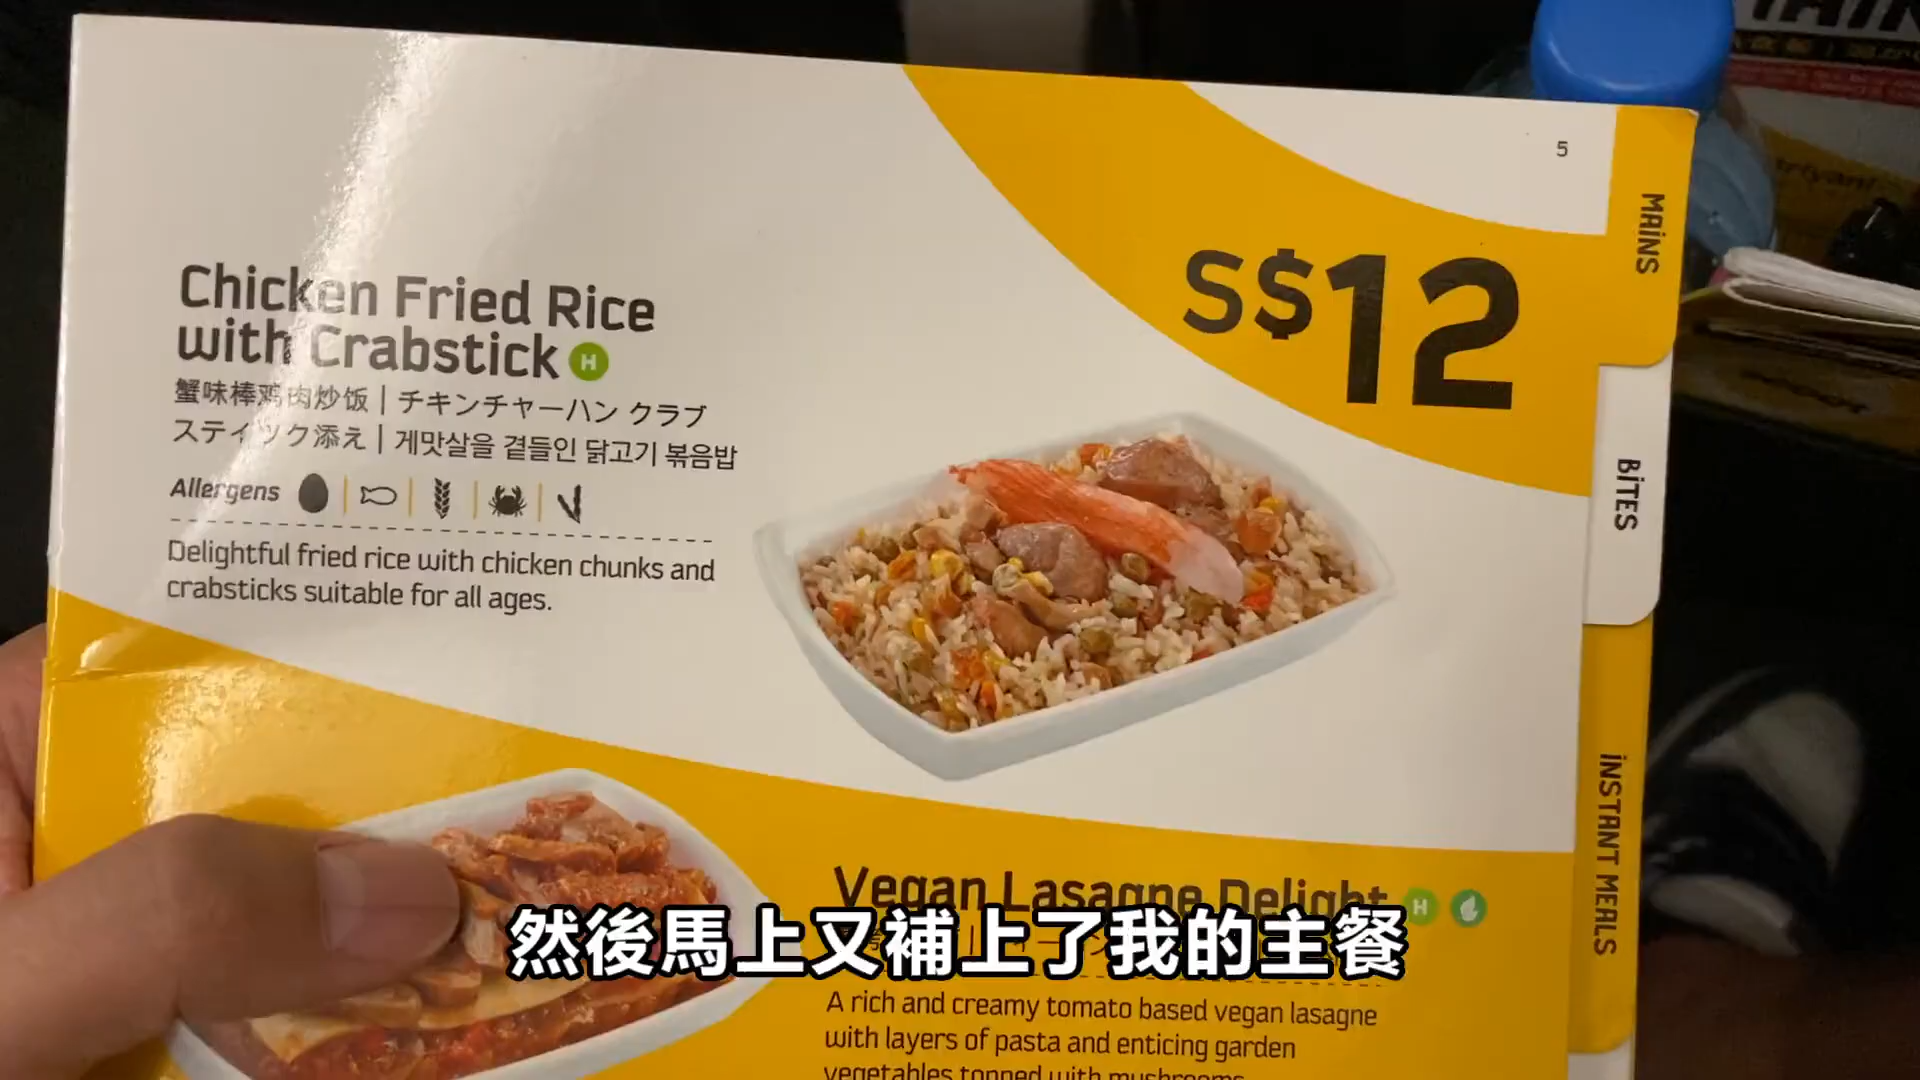 5
S$12
MAINS
BITES
INSTANT MEALS
Chicken Fried Rice
with Crabstick H
蟹味棒鸡肉炒饭 | チキンチャーハン クラブ
スティック添え | 게맛살을 곁들인 닭고기 볶음밥
Allergens
Delightful fried rice with chicken chunks and
crabsticks suitable for all ages.
Vegan Lasagne Delight H
然後馬上又補上了我的主餐
A rich and creamy tomato based vegan lasagne
with layers of pasta and enticing garden
vegetables topped with mushrooms